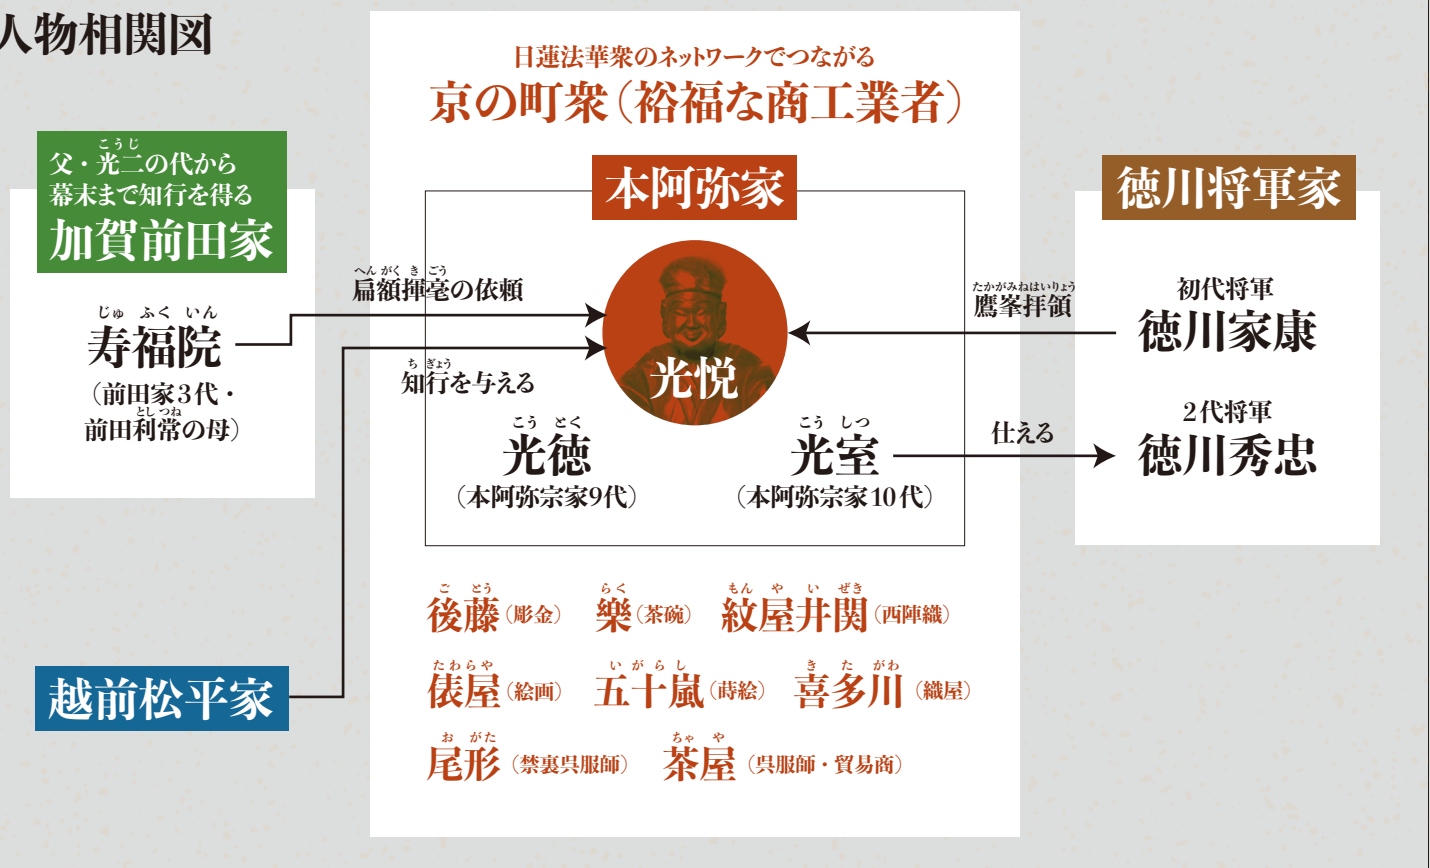 人物相関図
日蓮法華衆のネットワークでつながる
京の町衆（裕福な商工業者）
こうじ
父・光二の代から
幕末まで知行を得る
加賀前田家
じゅ ふく いん
寿福院
（前田家3代・
とし つね
前田利常の母）
へん がく き ごう
扁額揮毫の依頼
ち ぎょう
知行を与える
越前松平家
本阿弥家
光悦
こう とく
光徳
（本阿弥宗家9代）
こう しつ
光室
（本阿弥宗家10代）
たかがみねはいりょう
鷹峯拝領
仕える
徳川将軍家
初代将軍
徳川家康
2代将軍
徳川秀忠
ご とう
後藤（彫金）
らく
樂（茶碗）
もん や い ぜき
紋屋井関（西陣織）
たわらや
俵屋（絵画）
いがらし
五十嵐（蒔絵）
き た がわ
喜多川（織屋）
お がた
尾形（禁裏呉服師）
ちゃ や
茶屋（呉服師・貿易商）